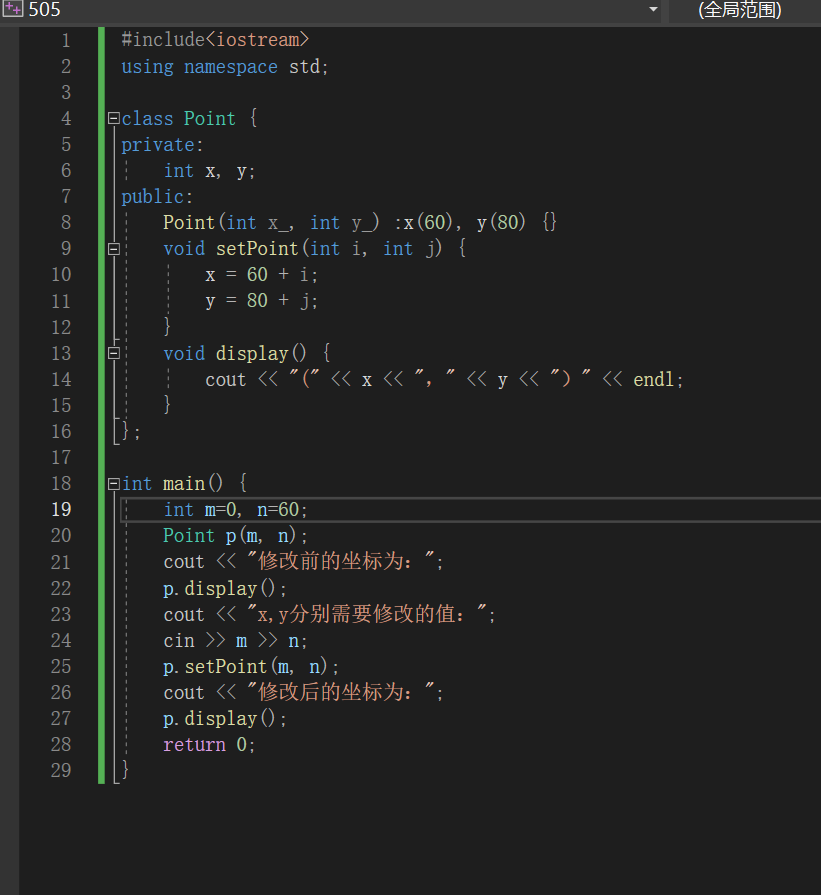 505 (全局范围)
1 #include<iostream>
2 using namespace std;
3
4 class Point {
5 private:
6 int x, y;
7 public:
8 Point(int x_, int y_) :x(60), y(80) {}
9 void setPoint(int i, int j) {
10 x = 60 + i;
11 y = 80 + j;
12 }
13 void display() {
14 cout << "(" << x << ", " << y << ") " << endl;
15 }
16 };
17
18 int main() {
19 int m=0, n=60;
20 Point p(m, n);
21 cout << "修改前的坐标为：";
22 p.display();
23 cout << "x,y分别需要修改的值：";
24 cin >> m >> n;
25 p.setPoint(m, n);
26 cout << "修改后的坐标为：";
27 p.display();
28 return 0;
29 }